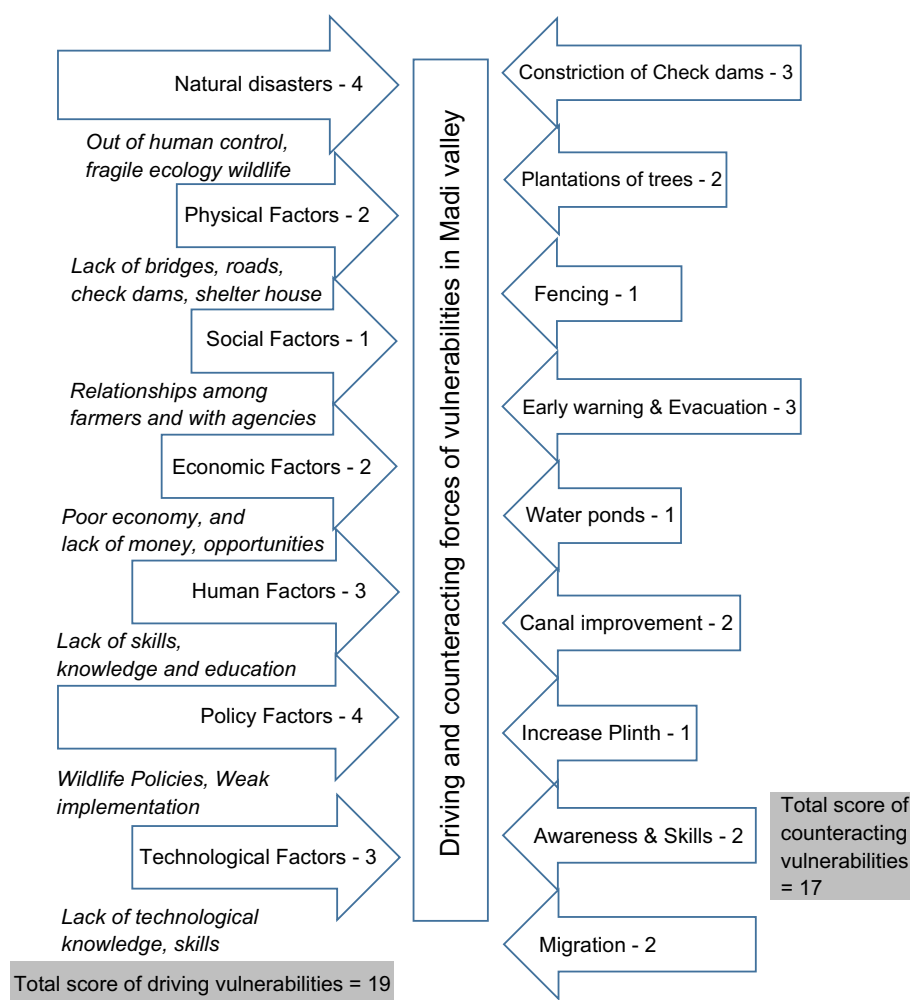 Natural disasters - 4
Out of human control,
fragile ecology wildlife
Physical Factors - 2
Lack of bridges, roads,
check dams, shelter house
Social Factors - 1
Relationships among
farmers and with agencies
Economic Factors - 2
Poor economy, and
lack of money, opportunities
Human Factors - 3
Lack of skills,
knowledge and education
Policy Factors - 4
Wildlife Policies, Weak
implementation
Technological Factors - 3
Lack of technological
knowledge, skills
Total score of driving vulnerabilities = 19
Driving and counteracting forces of vulnerabilities in Madi valley
Constriction of Check dams - 3
Plantations of trees - 2
Fencing - 1
Early warning & Evacuation - 3
Water ponds - 1
Canal improvement - 2
Increase Plinth - 1
Awareness & Skills - 2
Migration - 2
Total score of
counteracting
vulnerabilities
= 17